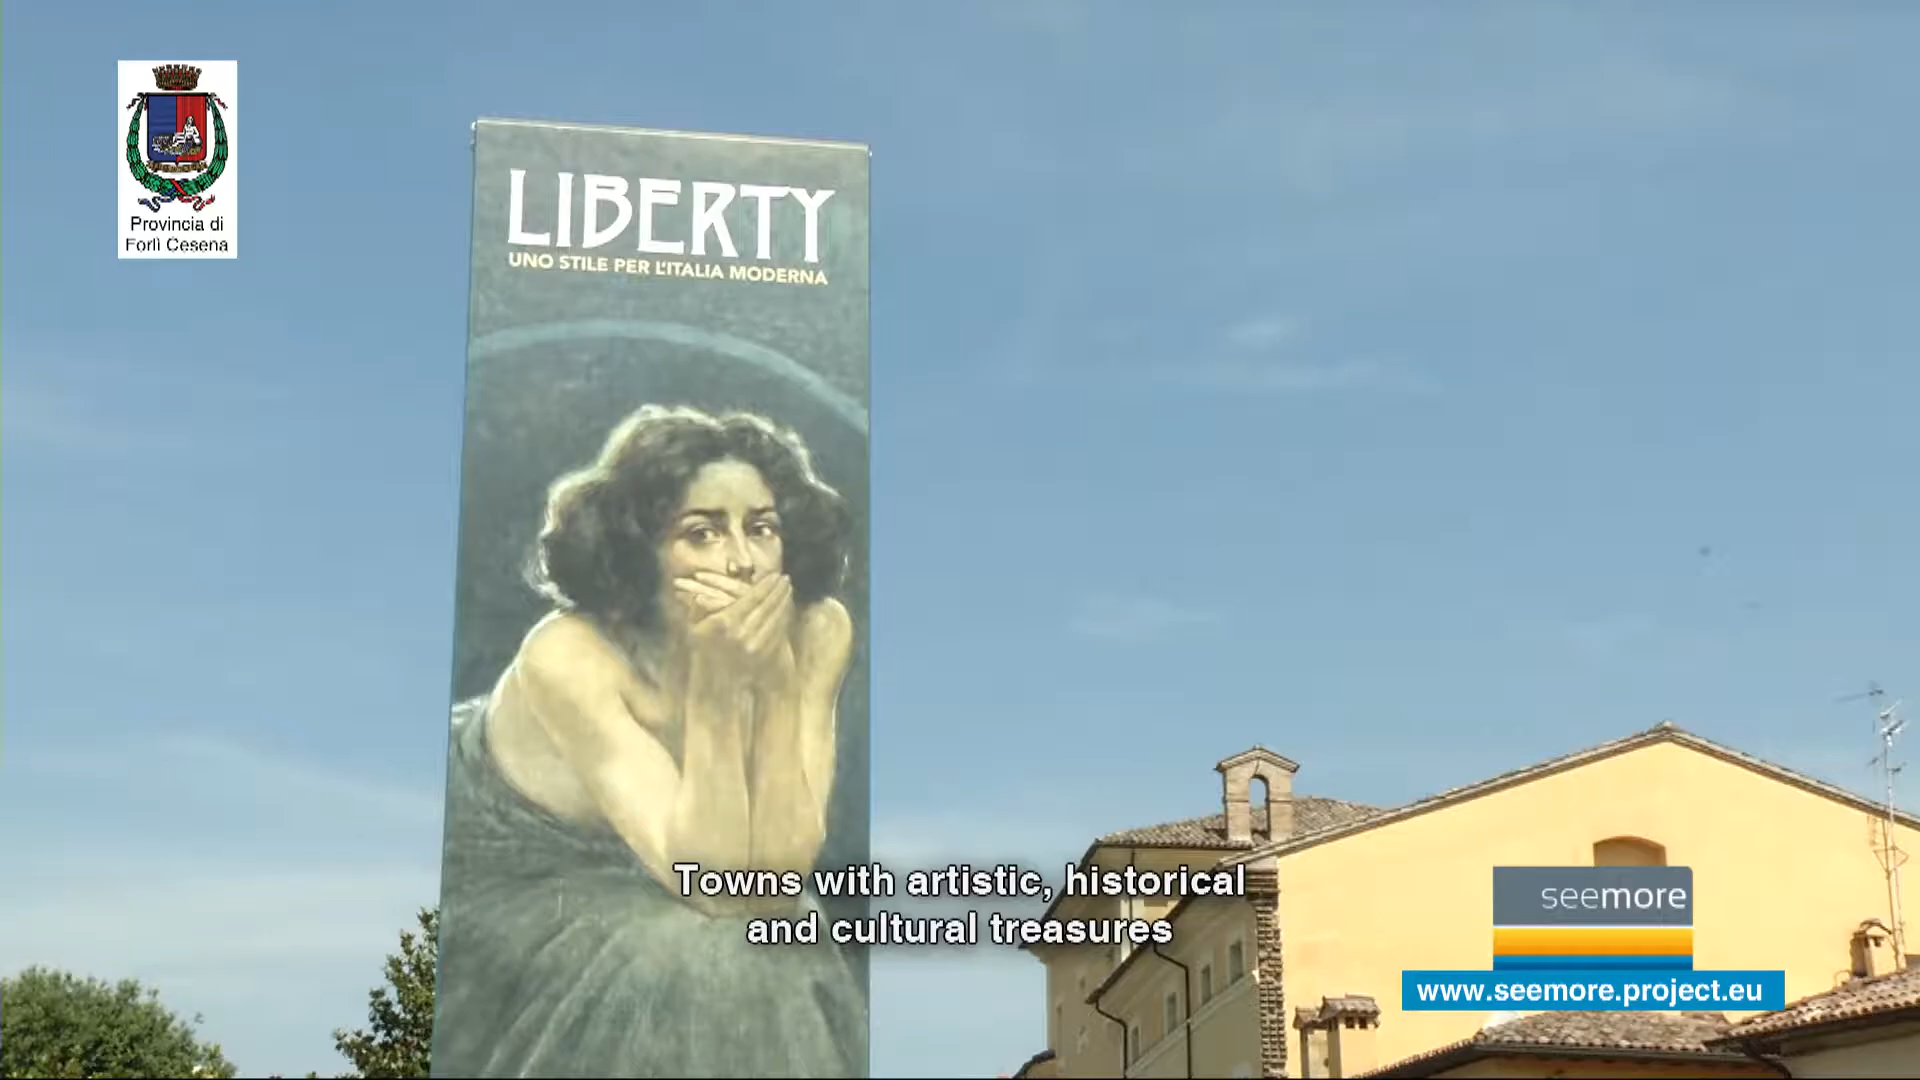 Provincia di
Forlì Cesena
LIBERTY
UNO STILE PER L'ITALIA MODERNA
Towns with artistic, historical
and cultural treasures
seemore
www.seemore.project.eu